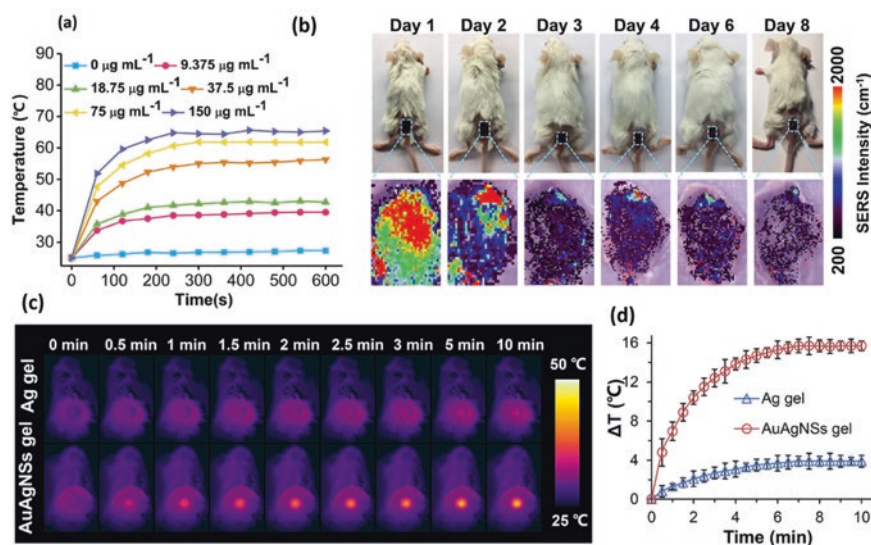 (a)
90
80
70
60
50
40
30
Temperature(℃)
0 μg mL⁻¹ 9.375 μg mL⁻¹
18.75 μg mL⁻¹ 37.5 μg mL⁻¹
75 μg mL⁻¹ 150 μg mL⁻¹
0 100 200 300 400 500 600
Time(s)
(b)
Day 1 Day 2 Day 3 Day 4 Day 6 Day 8
2000
SERS Intensity (cm⁻¹)
200
(c)
0 min 0.5 min 1 min 1.5 min 2 min 2.5 min 3 min 5 min 10 min
Ag gel
AuAgNSs gel
50 ℃
25 ℃
(d)
16
12
8
4
0
ΔT (℃)
Ag gel
AuAgNSs gel
0 2 4 6 8 10
Time (min)